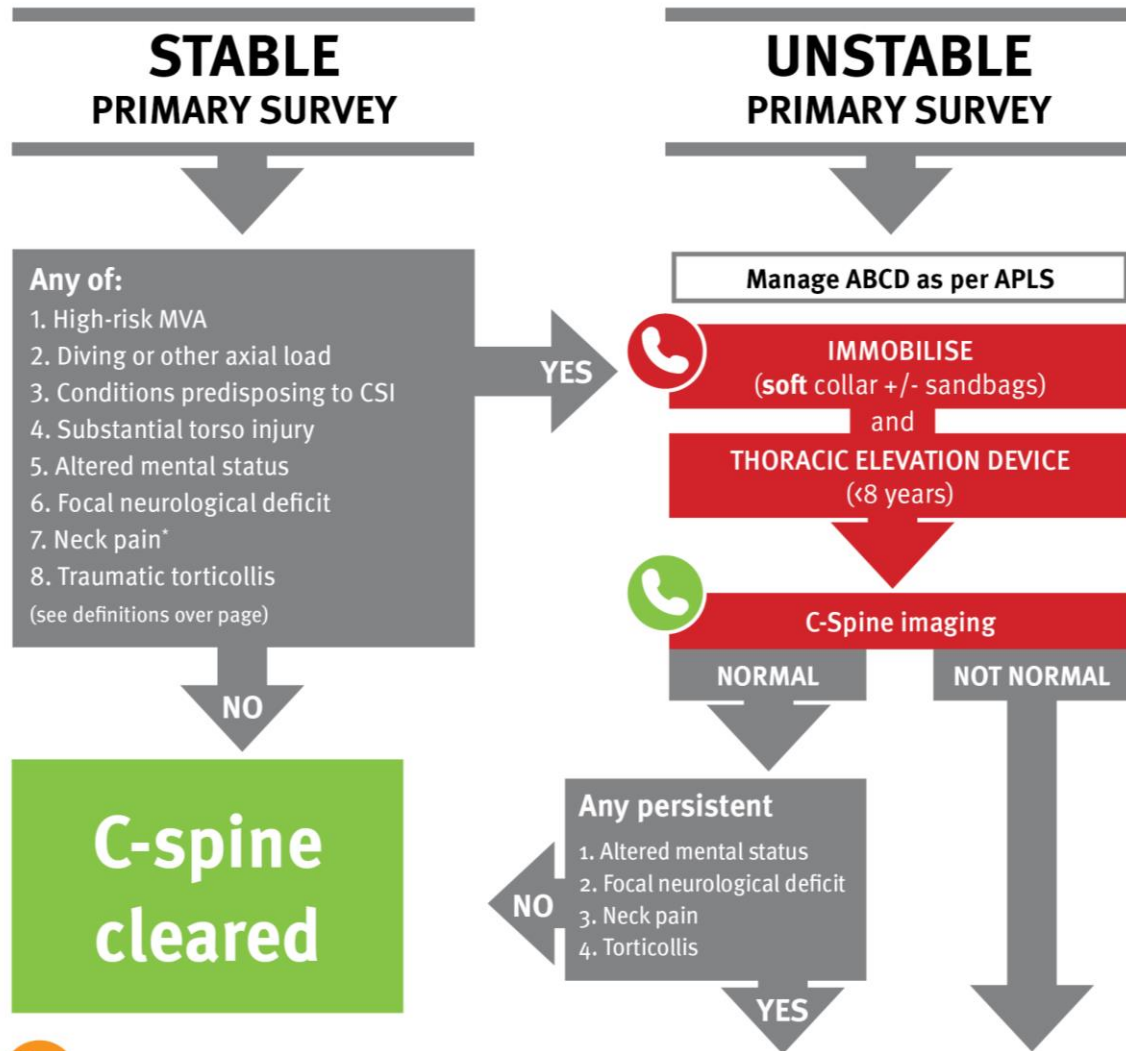 STABLE
PRIMARY SURVEY
Any of:
1. High-risk MVA
2. Diving or other axial load
3. Conditions predisposing to CSI
4. Substantial torso injury
5. Altered mental status
6. Focal neurological deficit
7. Neck pain*
8. Traumatic torticollis
(see definitions over page)
YES
NO
C-spine
cleared
UNSTABLE
PRIMARY SURVEY
Manage ABCD as per APLS
IMMOBILISE
(soft collar +/- sandbags)
and
THORACIC ELEVATION DEVICE
(<8 years)
C-Spine imaging
NORMAL
NOT NORMAL
Any persistent
1. Altered mental status
2. Focal neurological deficit
3. Neck pain
4. Torticollis
NO
YES